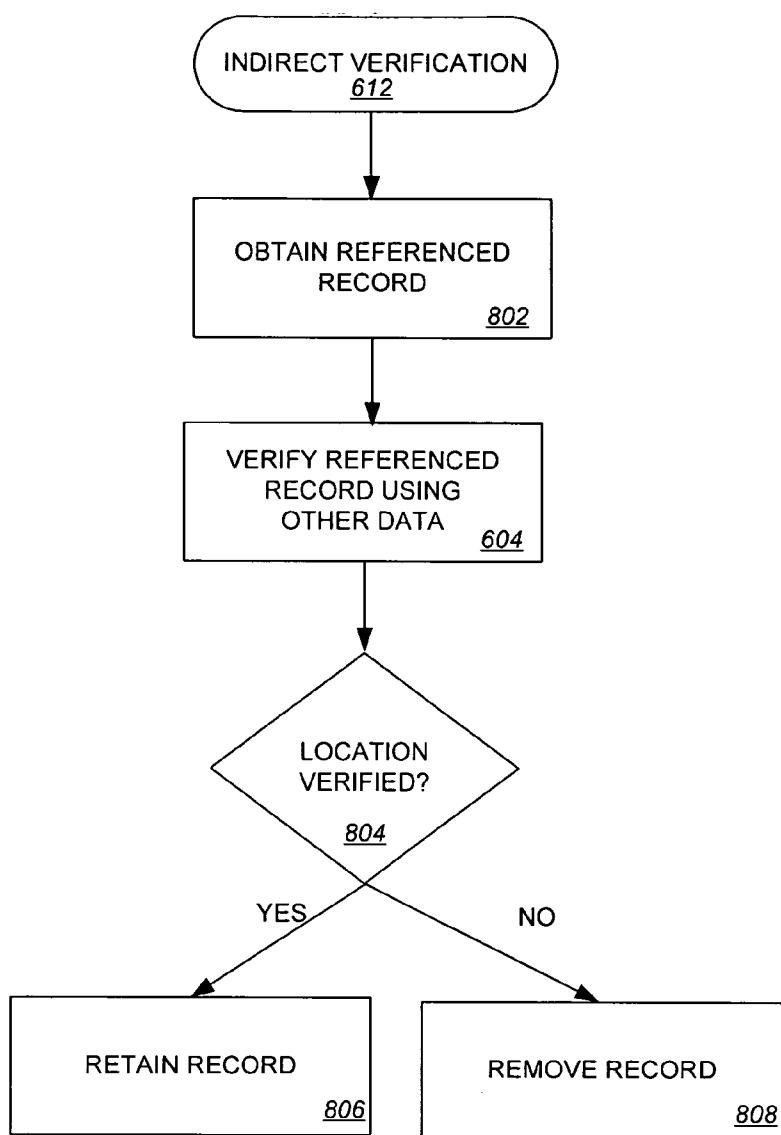 INDIRECT VERIFICATION
612
OBTAIN REFERENCED
RECORD
802
VERIFY REFERENCED
RECORD USING
OTHER DATA
604
LOCATION
VERIFIED?
804
YES
NO
RETAIN RECORD
806
REMOVE RECORD
808